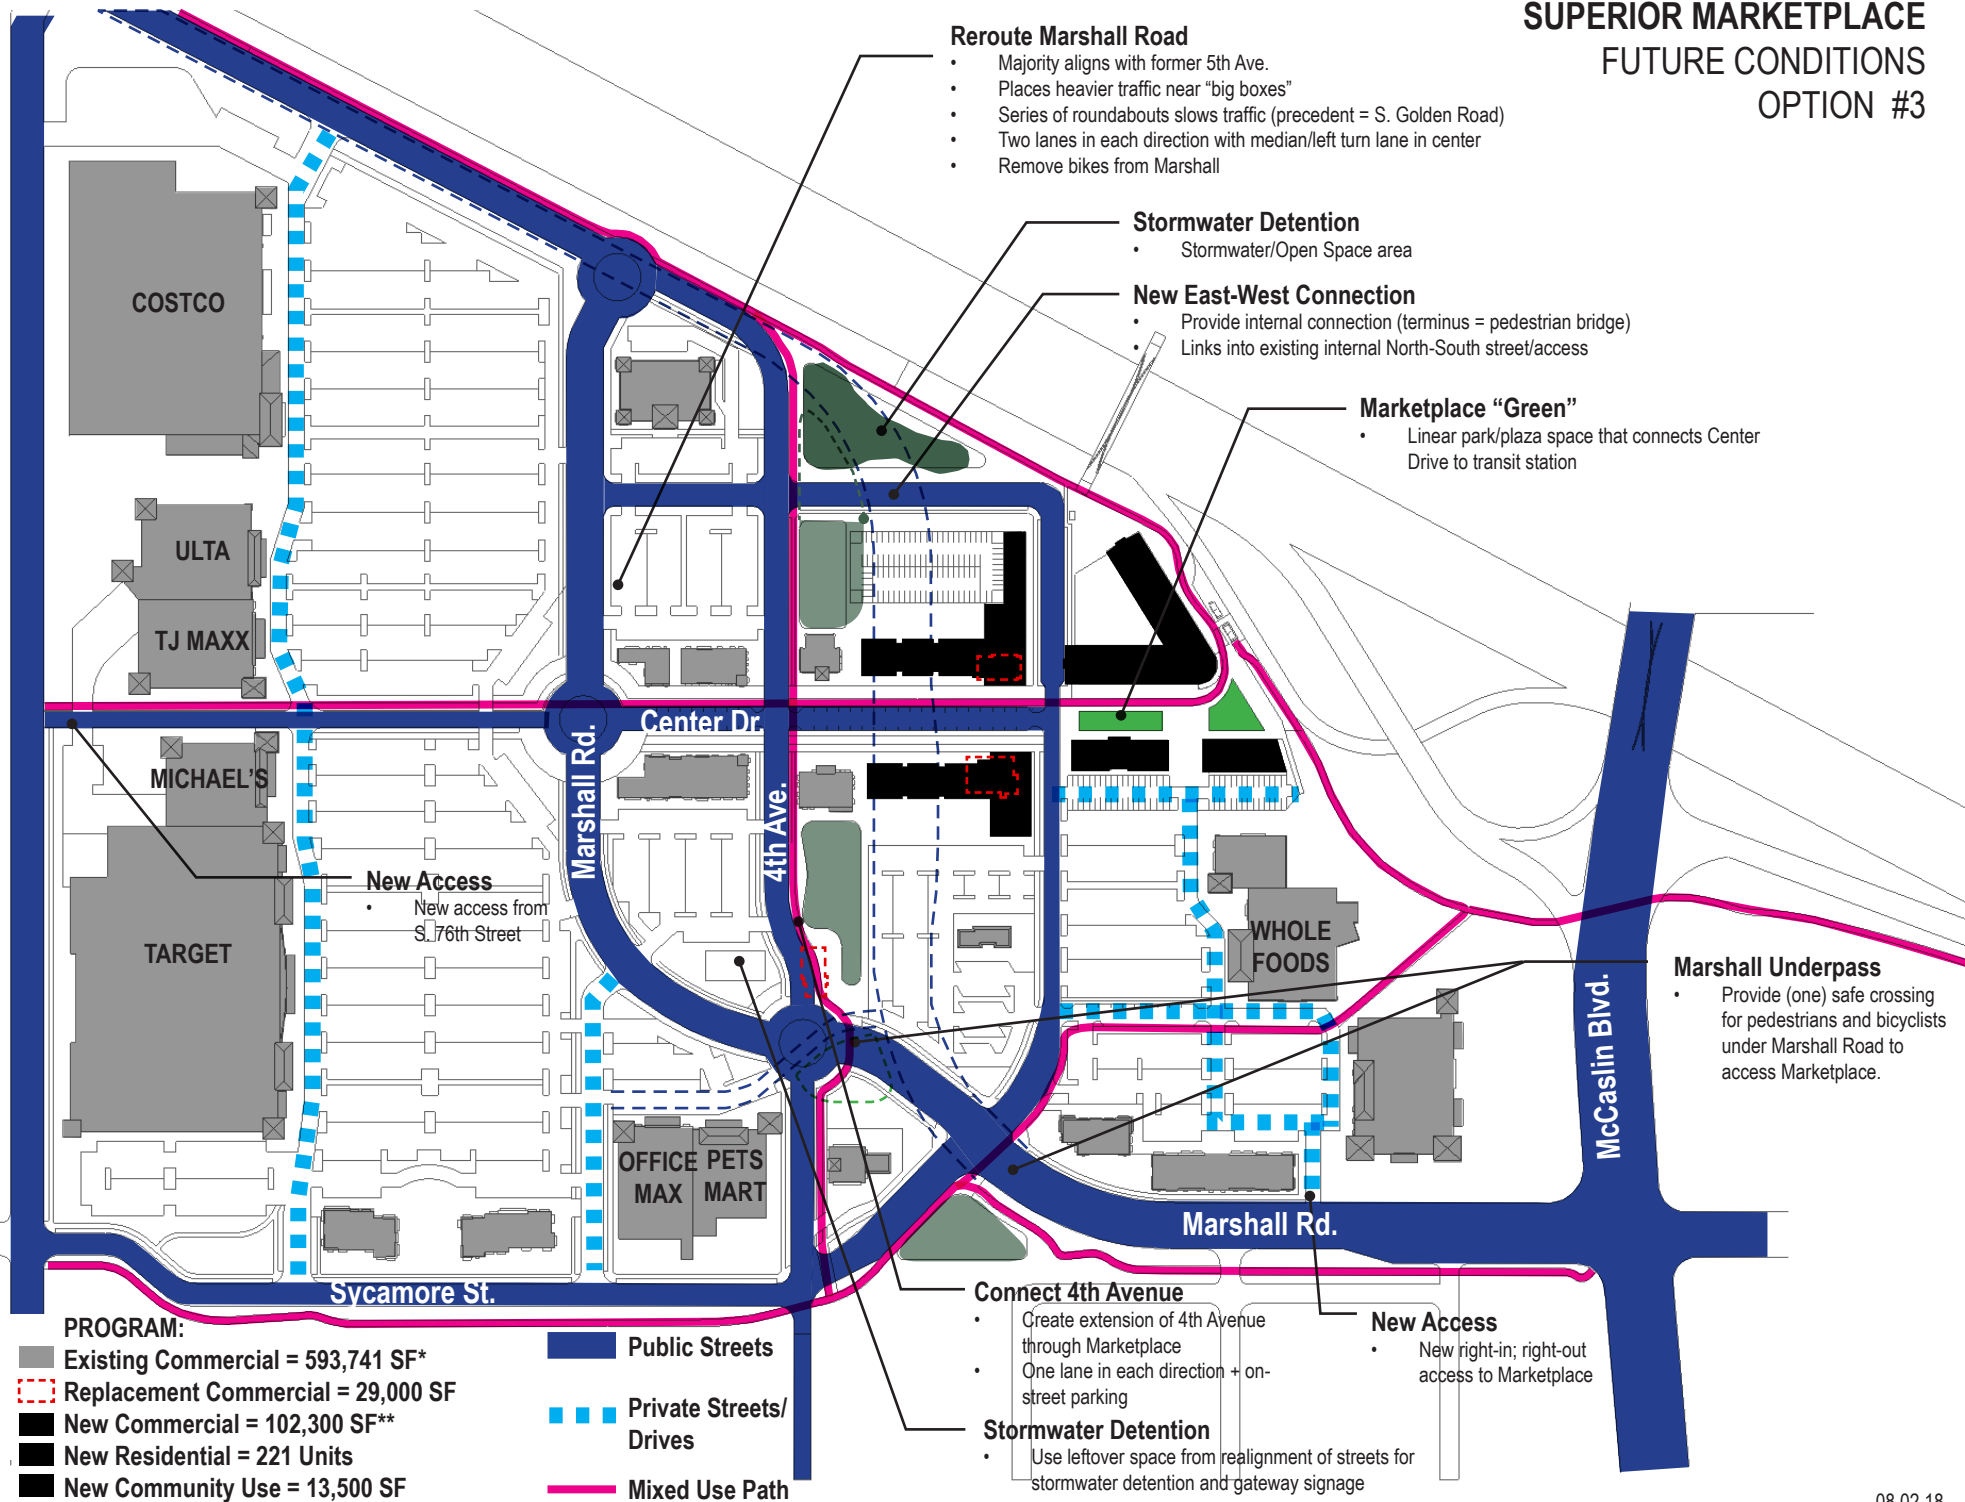 SUPERIOR MARKETPLACE
FUTURE CONDITIONS
OPTION #3
Reroute Marshall Road
• Majority aligns with former 5th Ave.
• Places heavier traffic near “big boxes”
• Series of roundabouts slows traffic (precedent = S. Golden Road)
• Two lanes in each direction with median/left turn lane in center
• Remove bikes from Marshall
Stormwater Detention
• Stormwater/Open Space area
New East-West Connection
• Provide internal connection (terminus = pedestrian bridge)
• Links into existing internal North-South street/access
Marketplace “Green”
• Linear park/plaza space that connects Center
Drive to transit station
COSTCO
ULTA
TJ MAXX
MICHAEL'S
TARGET
Center Dr
Marshall Rd.
4th Ave.
New Access
• New access from
S. 76th Street
WHOLE
FOODS
McCaslin Blvd.
Marshall Underpass
• Provide (one) safe crossing
for pedestrians and bicyclists
under Marshall Road to
access Marketplace.
OFFICE
MAX
PETS
MART
Marshall Rd.
Sycamore St.
Connect 4th Avenue
• Create extension of 4th Avenue
through Marketplace
• One lane in each direction + on-
street parking
Stormwater Detention
• Use leftover space from realignment of streets for
stormwater detention and gateway signage
New Access
• New right-in; right-out
access to Marketplace
PROGRAM:
Existing Commercial = 593,741 SF*
Replacement Commercial = 29,000 SF
New Commercial = 102,300 SF**
New Residential = 221 Units
New Community Use = 13,500 SF
Public Streets
Private Streets/
Drives
Mixed Use Path
08.02.18